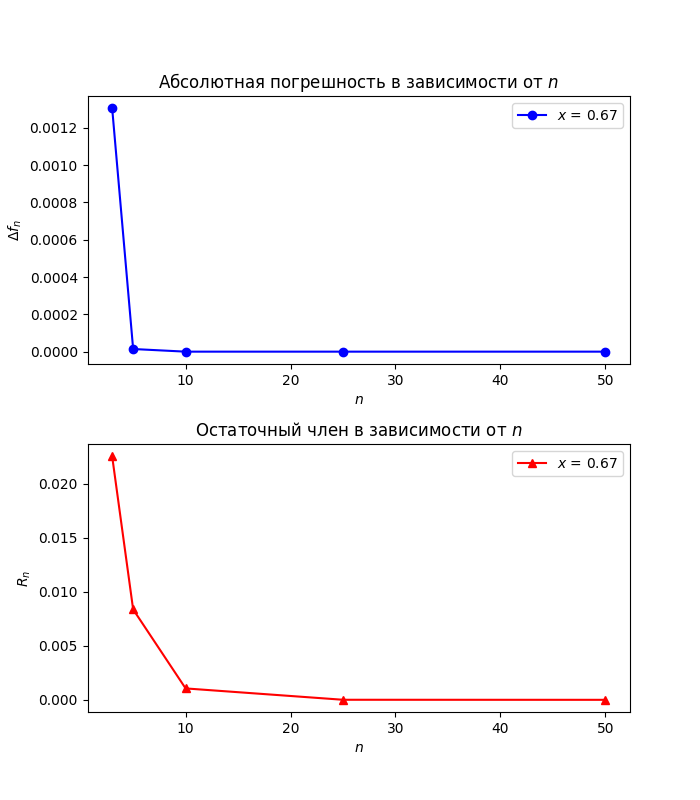 Абсолютная погрешность в зависимости от n
x = 0.67
0.0012
0.0010
0.0008
0.0006
0.0004
0.0002
0.0000
Δfn
10 20 30 40 50
n
Остаточный член в зависимости от n
x = 0.67
0.020
0.015
0.010
0.005
0.000
Rn
10 20 30 40 50
n